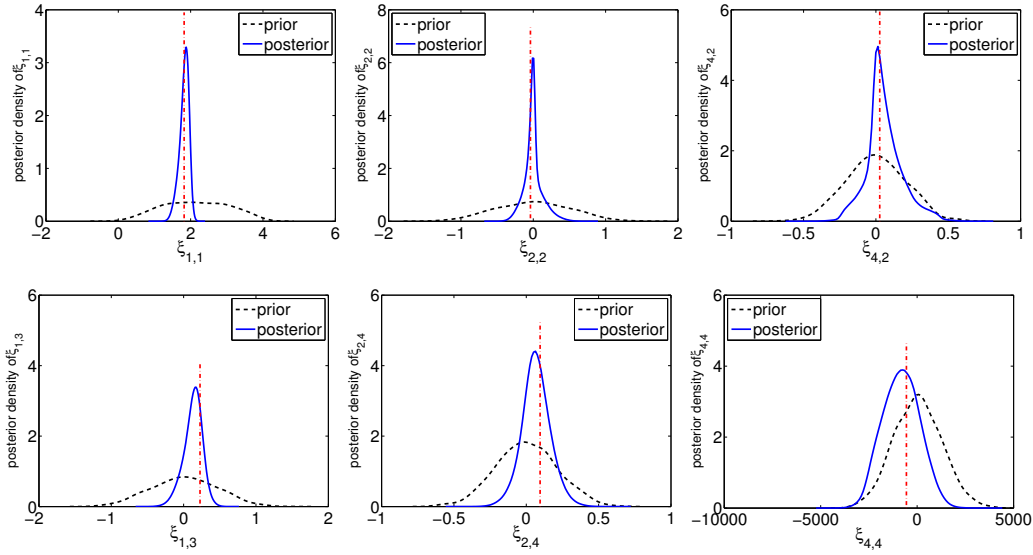 prior
posterior
posterior density of ξ1,1
4
3
2
1
0
−2 0 2 4 6
ξ1,1
prior
posterior
posterior density of ξ2,2
8
6
4
2
0
−2 −1 0 1 2
ξ2,2
prior
posterior
posterior density of ξ4,2
6
4
2
0
−1 −0.5 0 0.5 1
ξ4,2
prior
posterior
posterior density of ξ1,3
6
4
2
0
−2 −1 0 1 2
ξ1,3
prior
posterior
posterior density of ξ2,4
6
4
2
0
−1 −0.5 0 0.5 1
ξ2,4
prior
posterior
posterior density of ξ4,4
6
4
2
0
−10000 −5000 0 5000
ξ4,4